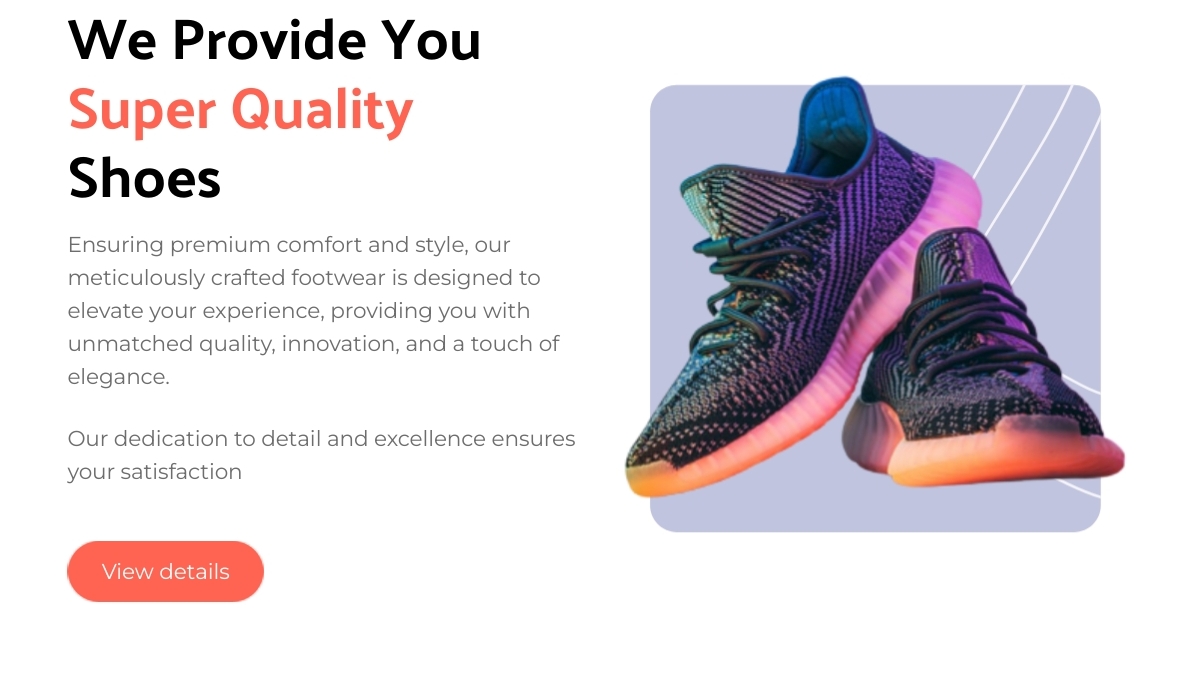 We Provide You
Super Quality
Shoes
Ensuring premium comfort and style, our
meticulously crafted footwear is designed to
elevate your experience, providing you with
unmatched quality, innovation, and a touch of
elegance.
Our dedication to detail and excellence ensures
your satisfaction
View details